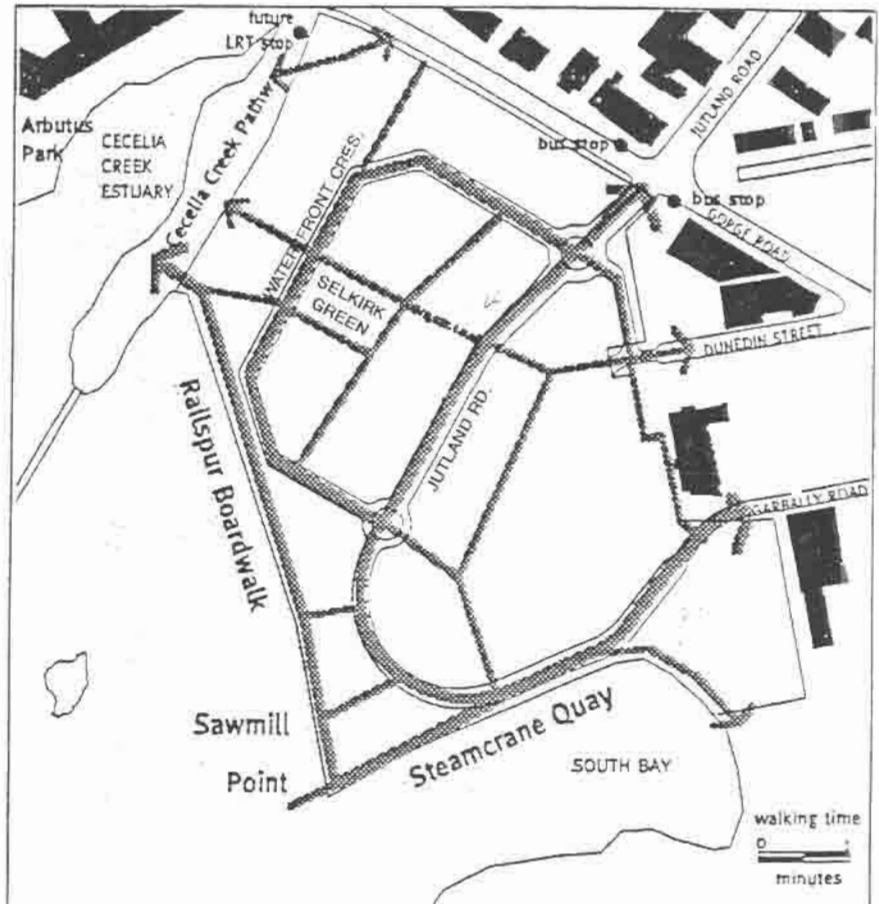 future
LRT stop
Arbutus
Park
CECELIA
CREEK
ESTUARY
Cecelia Creek Pathway
WATERFRONT CRES.
JUTLAND ROAD
bus stop
bus stop
GORGE ROAD
SELKIRK
GREEN
DUNEDIN STREET
JUTLAND RD.
GARBALLY ROAD
Railspur Boardwalk
Sawmill
Point
Steamcrane Quay
SOUTH BAY
walking time
0 1
minutes